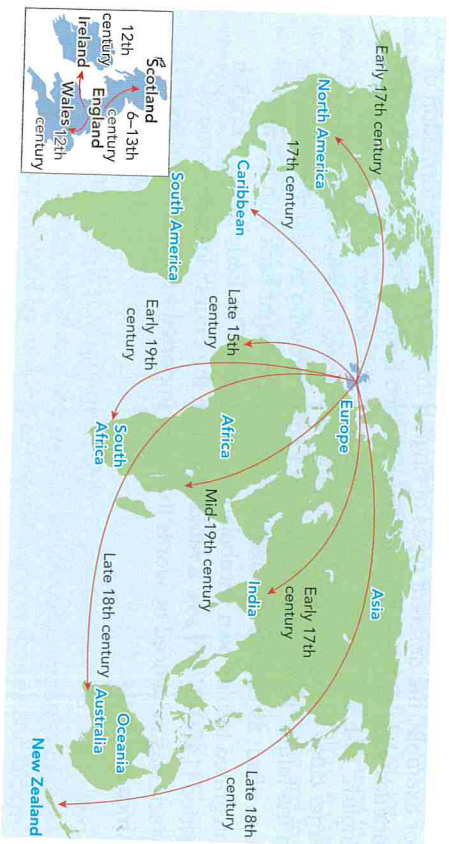 Early 17th century
North America
17th century
Caribbean
South America
Late 15th
century
Early 19th
century
Europe
Africa
South
Africa
Mid-19th century
Asia
India
Early 17th
century
Late 18th century
Oceania
Australia
Late 18th
century
New Zealand
Scotland
6–13th
century
12th
century
Ireland
England
Wales 12th
century